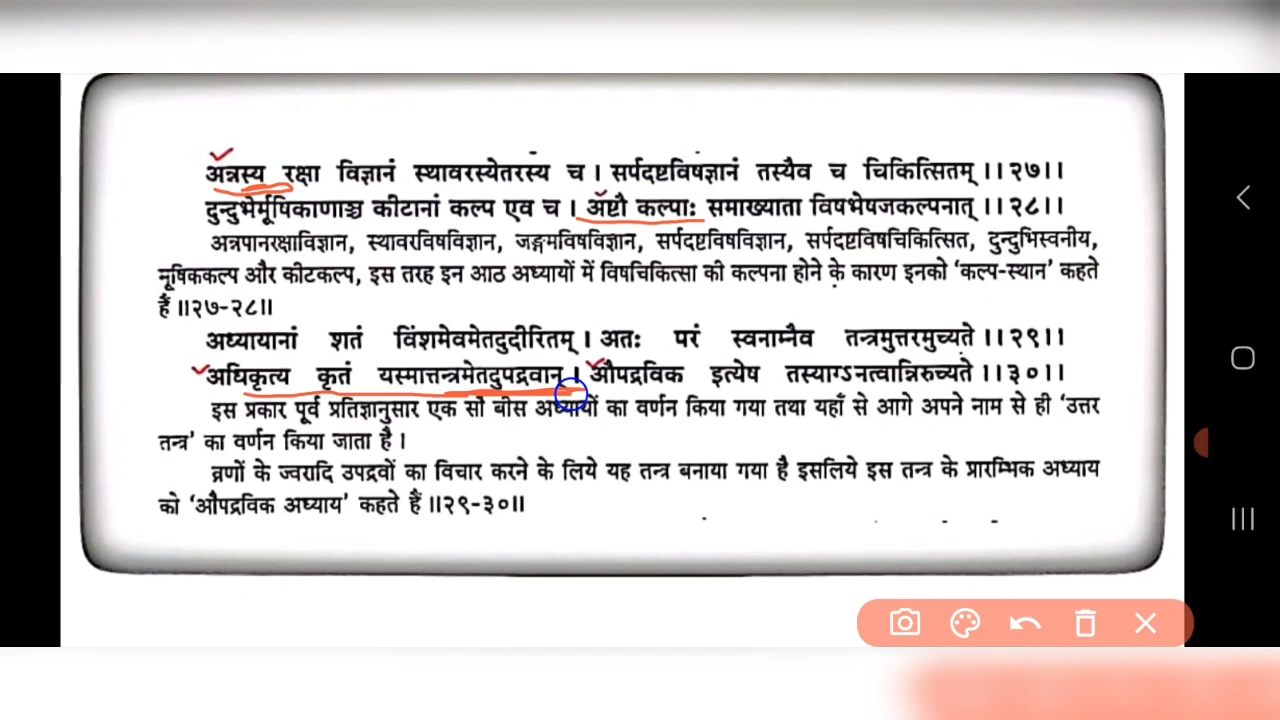 अन्नस्य रक्षा विज्ञानं स्थावरस्येतरस्य च । सर्पदष्टविषज्ञानं तस्यैव च चिकित्सितम् ।।२७।।
दुन्दुभेर्मूषिकाणाञ्च कीटानां कल्प एव च । अष्टौ कल्पाः समाख्याता विषभेषजकल्पनात् ।।२८।।
अन्नपानरक्षाविज्ञान, स्थावरविषविज्ञान, जङ्गमविषविज्ञान, सर्पदष्टविषविज्ञान, सर्पदष्टविषचिकित्सित, दुन्दुभिस्वनीय,
मूषिककल्प और कीटकल्प, इस तरह इन आठ अध्यायों में विषचिकित्सा की कल्पना होने के कारण इनको ‘कल्प-स्थान’ कहते
हैं ।।२७-२८।।
अध्यायानां शतं विंशमेवमेतदुदीरितम् । अतः परं स्वनाम्नैव तन्त्रमुत्तरमुच्यते ।।२९।।
अधिकृत्य कृतं यस्मात्तन्त्रमेतदुपद्रवान् । औपद्रविक इत्येष तस्याग्ऽनत्वान्निरुच्यते ।।३०।।
इस प्रकार पूर्व प्रतिज्ञानुसार एक सौ बीस अध्यायों का वर्णन किया गया तथा यहाँ से आगे अपने नाम से ही ‘उत्तर
तन्त्र’ का वर्णन किया जाता है ।
व्रणों के ज्वरादि उपद्रवों का विचार करने के लिये यह तन्त्र बनाया गया है इसलिये इस तन्त्र के प्रारम्भिक अध्याय
को ‘औपद्रविक अध्याय’ कहते हैं ।।२९-३०।।